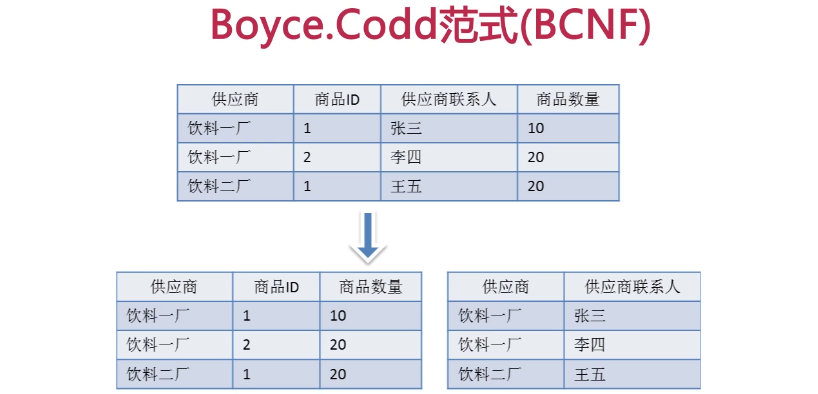 Boyce.Codd范式(BCNF)
供应商 商品ID 供应商联系人 商品数量
饮料一厂 1 张三 10
饮料一厂 2 李四 20
饮料二厂 1 王五 20
供应商 商品ID 商品数量
饮料一厂 1 10
饮料一厂 2 20
饮料二厂 1 20
供应商 供应商联系人
饮料一厂 张三
饮料一厂 李四
饮料二厂 王五